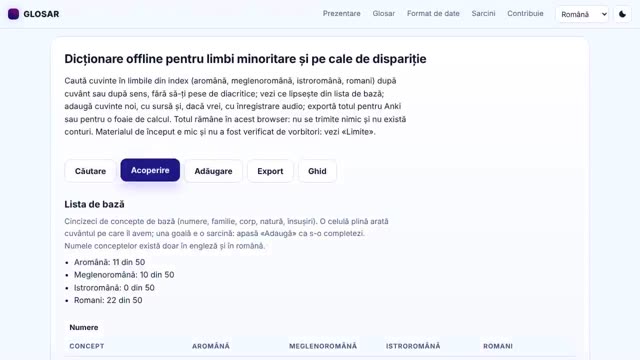 GLOSAR
Prezentare
Glosar
Format de date
Sarcini
Contribuie
Română
Dicționare offline pentru limbi minoritare și pe cale de dispariție
Caută cuvinte în limbile din index (aromână, meglenoromână, istroromână, romani) după
cuvânt sau după sens, fără să-ți pese de diacritice; vezi ce lipsește din lista de bază;
adaugă cuvinte noi, cu sursă și, dacă vrei, cu înregistrare audio; exportă totul pentru Anki
sau pentru o foaie de calcul. Totul rămâne în acest browser: nu se trimite nimic și nu există
conturi. Materialul de început e mic și nu a fost verificat de vorbitori: vezi «Limite».
Căutare
Acoperire
Adăugare
Export
Ghid
Lista de bază
Cincizeci de concepte de bază (numere, familie, corp, natură, însușiri). O celulă plină arată
cuvântul pe care îl avem; una goală e o sarcină: apasă «Adaugă» ca s-o completezi.
Numele conceptelor există doar în engleză și în română.
• Aromână: 11 din 50
• Meglenoromână: 10 din 50
• Istroromână: 0 din 50
• Romani: 22 din 50
Numere
CONCEPT
AROMÂNĂ
MEGLENOROMÂNĂ
ISTROROMÂNĂ
ROMANI